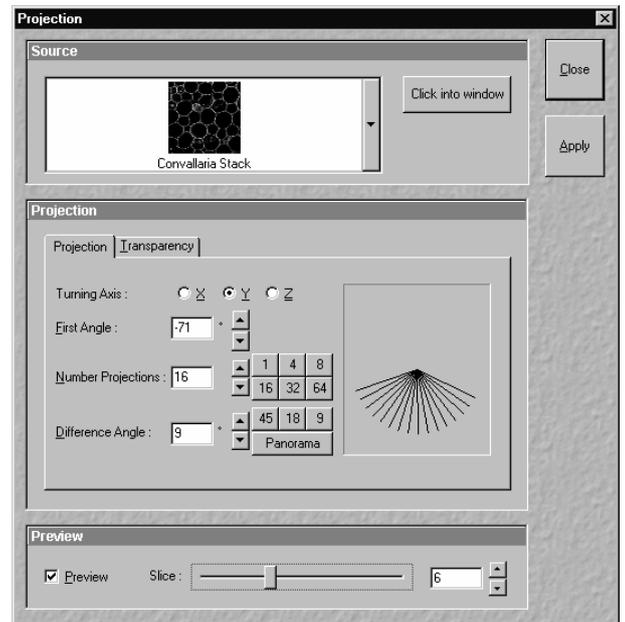 Projection
Source
Close
Click into window
Convallaria Stack
Apply
Projection
Projection Transparency
Turning Axis : X Y Z
First Angle : -71 °
Number Projections : 16 1 4 8
16 32 64
Difference Angle : 9 ° 45 18 9
Panorama
Preview
Preview Slice : 6